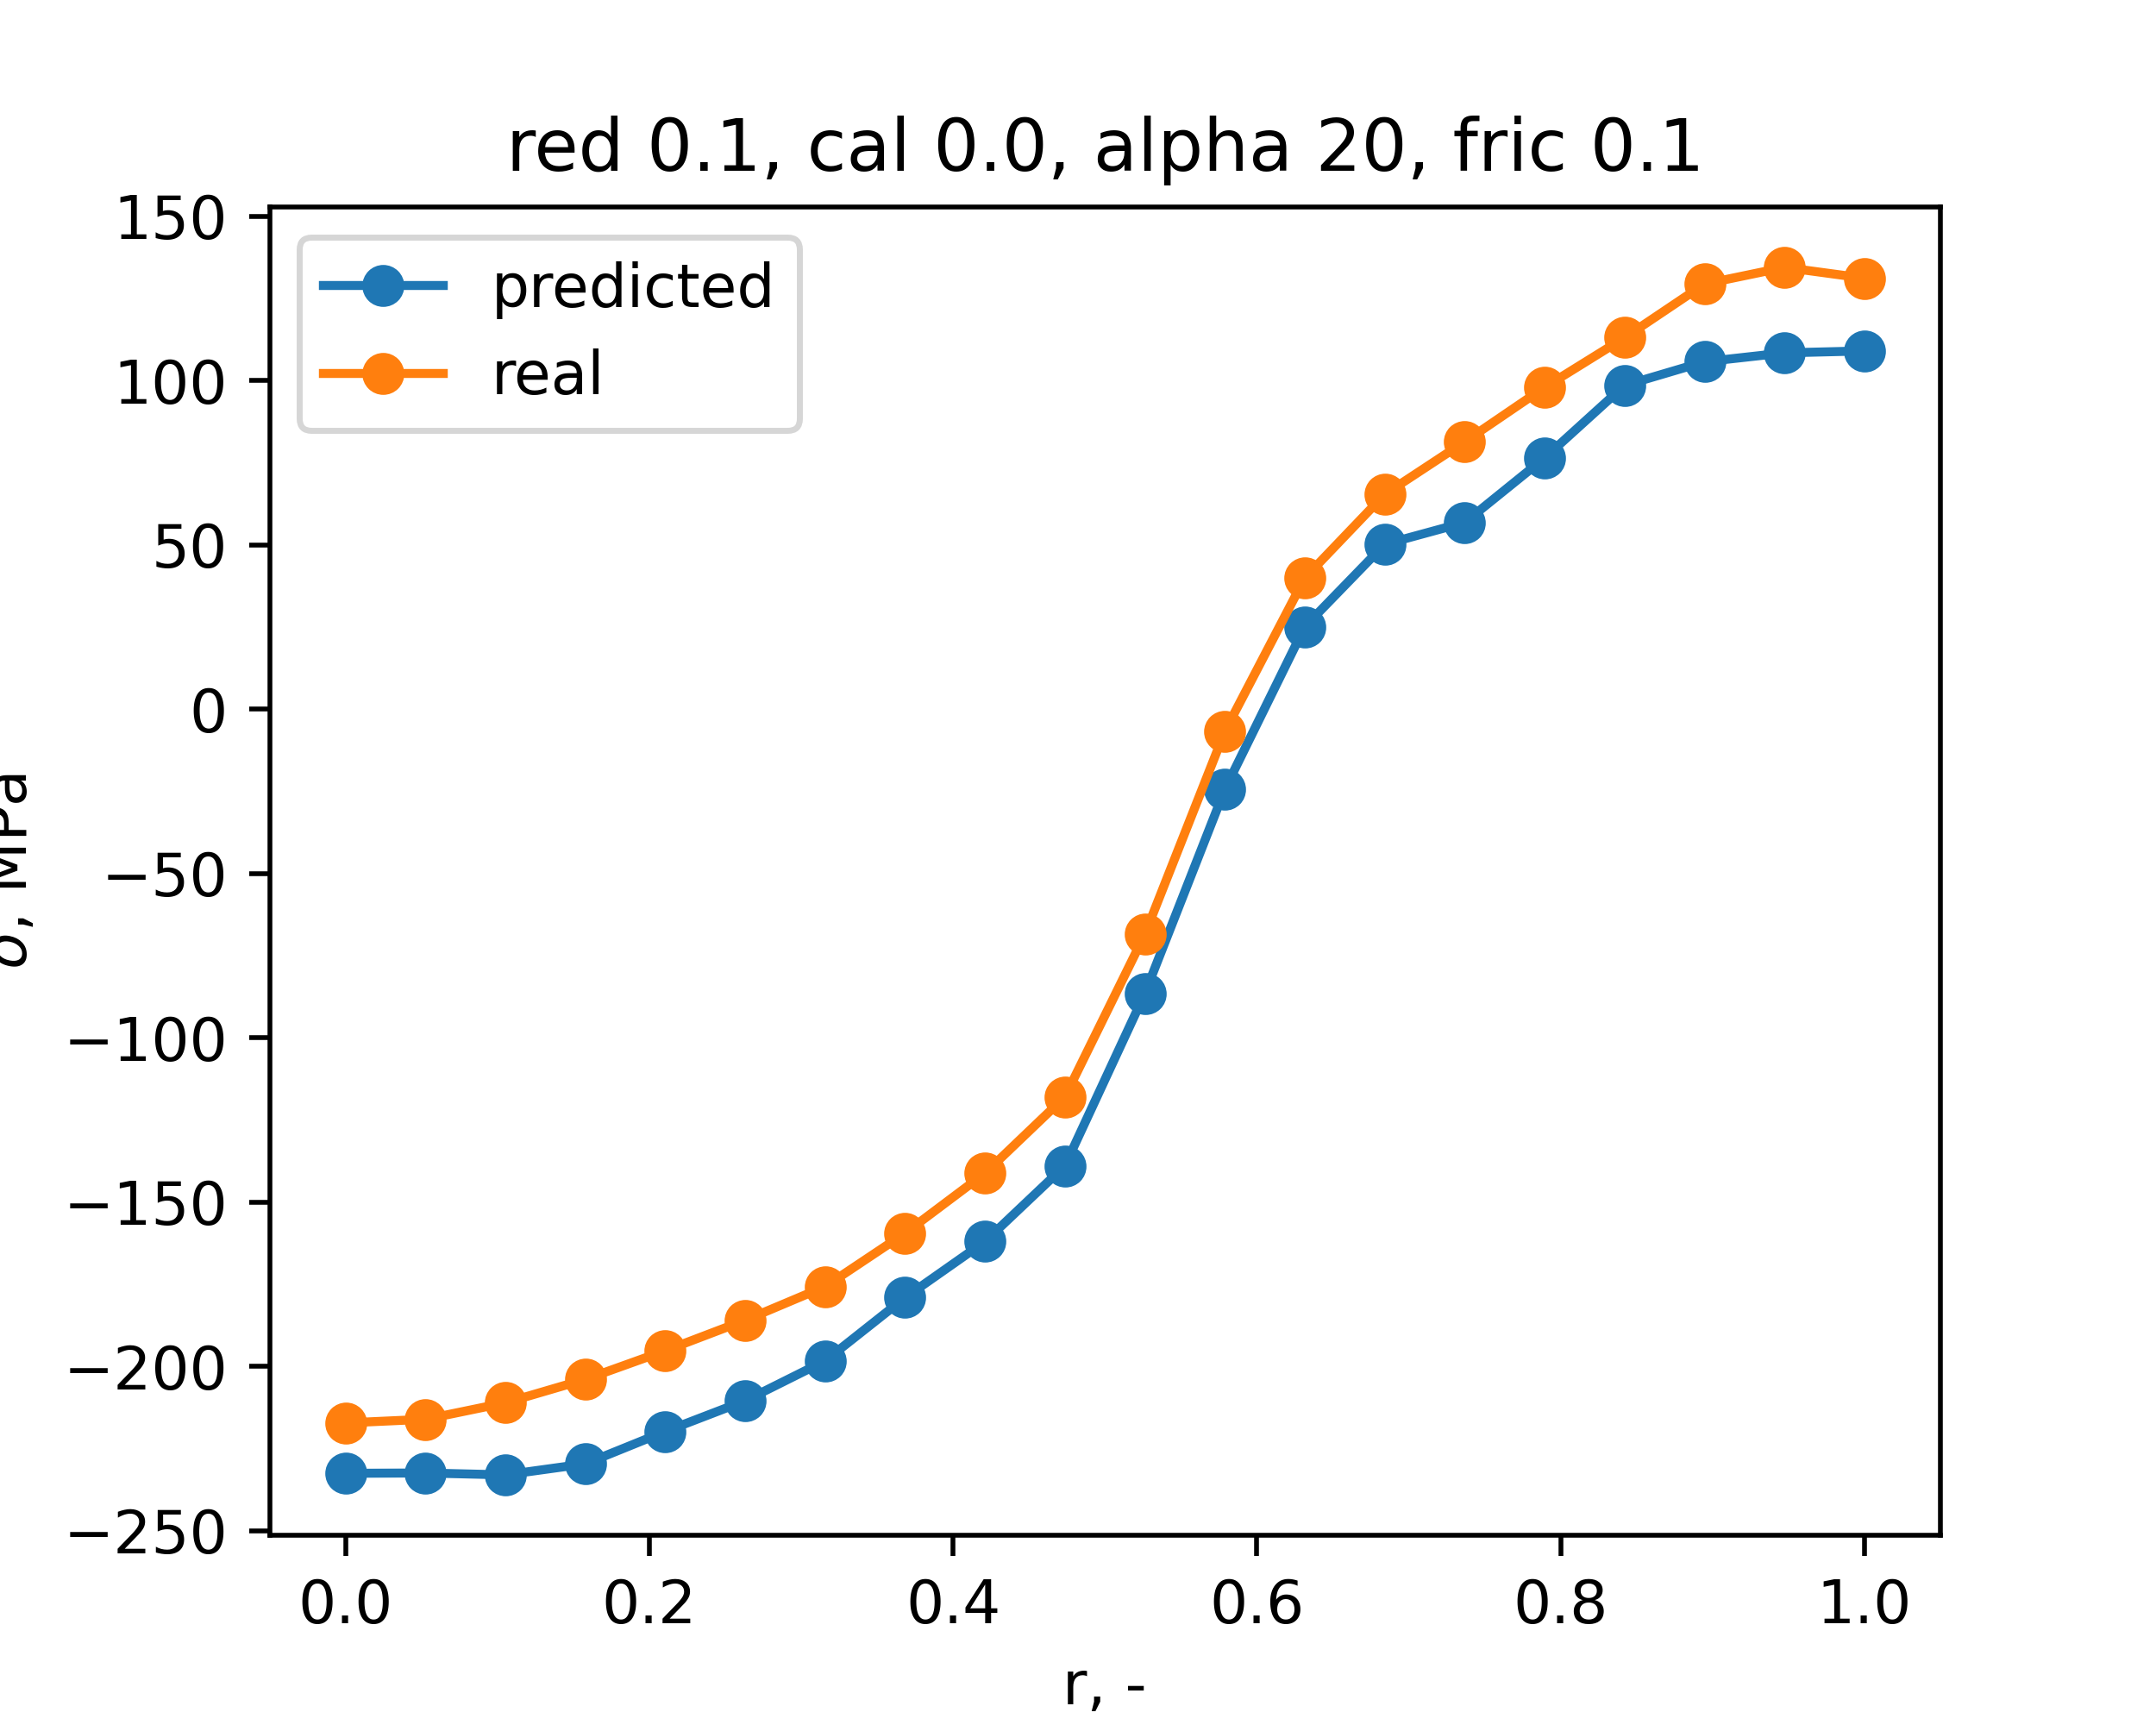 red 0.1, cal 0.0, alpha 20, fric 0.1
predicted
real
150
100
50
0
−50
−100
−150
−200
−250
σ, MPa
0.0 0.2 0.4 0.6 0.8 1.0
r, -